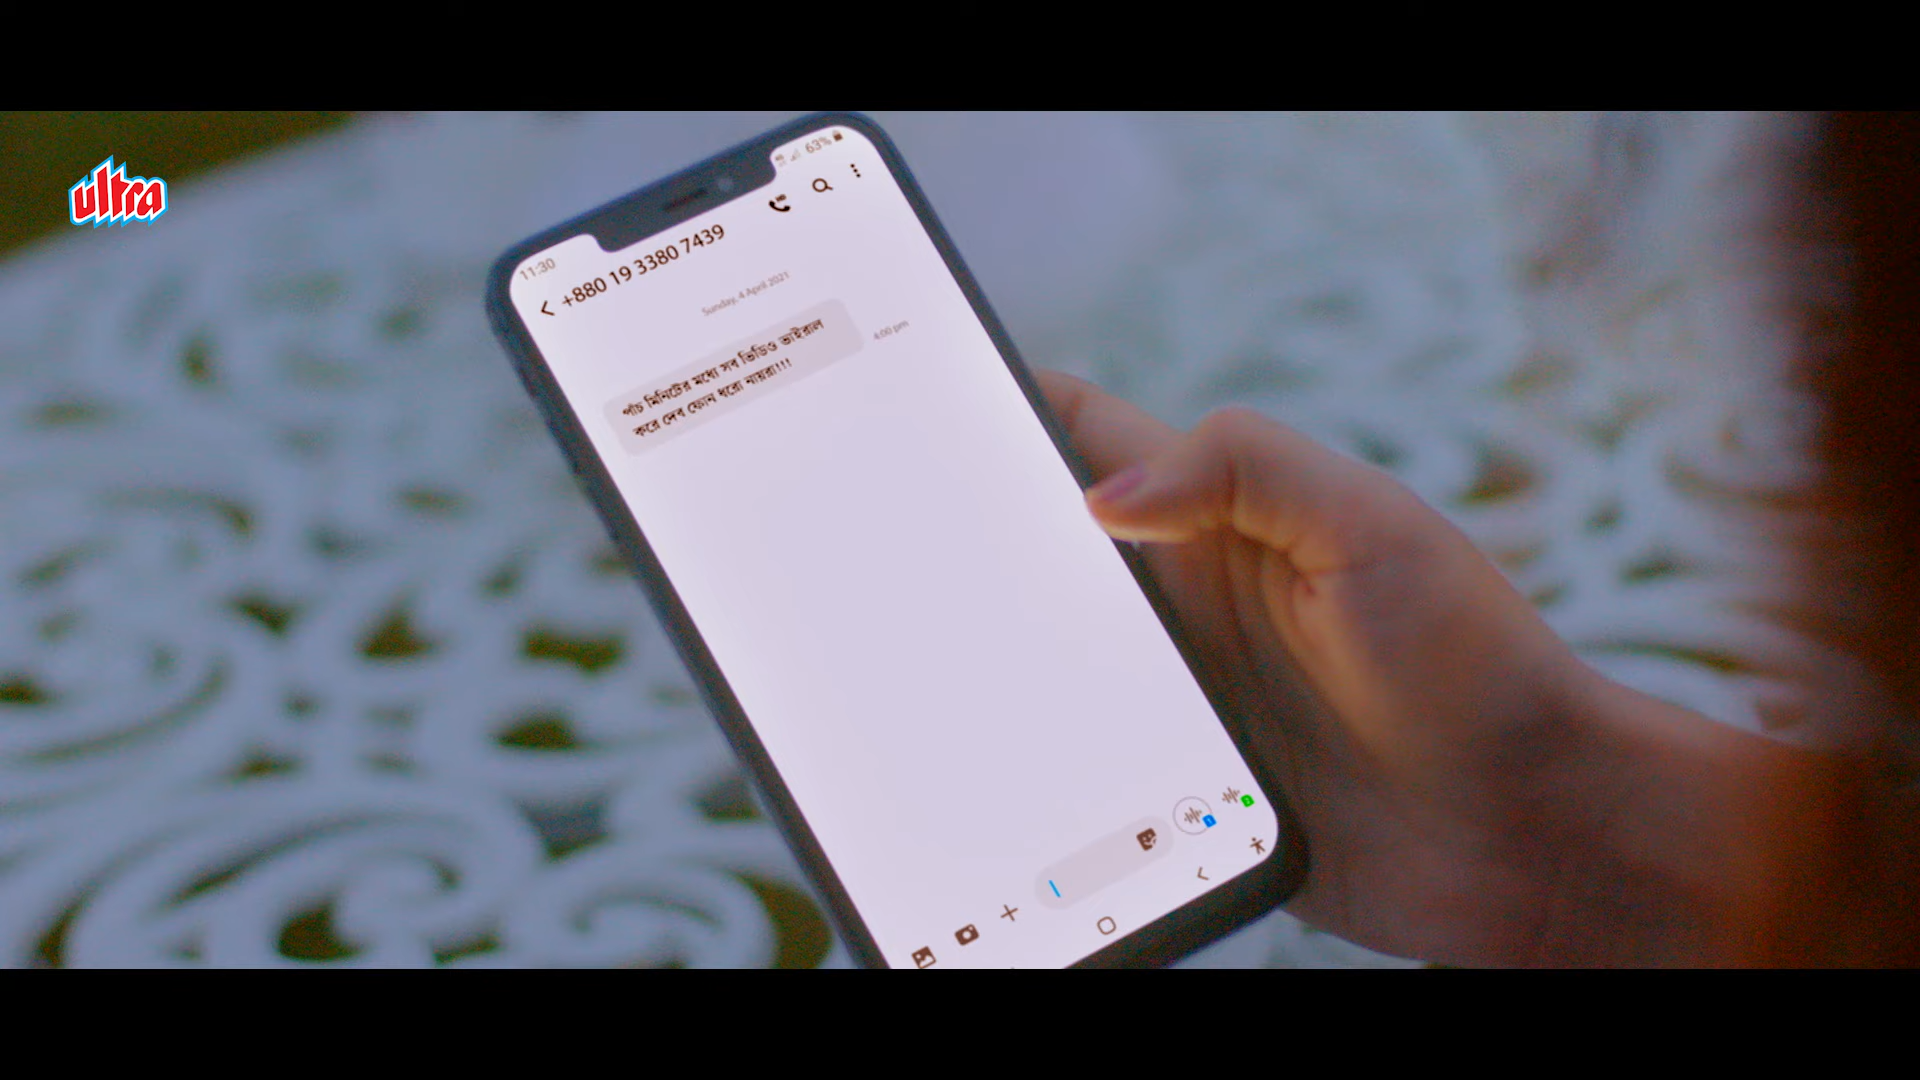 ultra
63%
11:30
+880 19 3380 7439
Sunday, 4 April 2021
পাঁচ মিনিটের মধ্যে সব ভিডিও ভাইরাল
করে দেব ফোন ধরো নায়রা!!!
4:00 pm